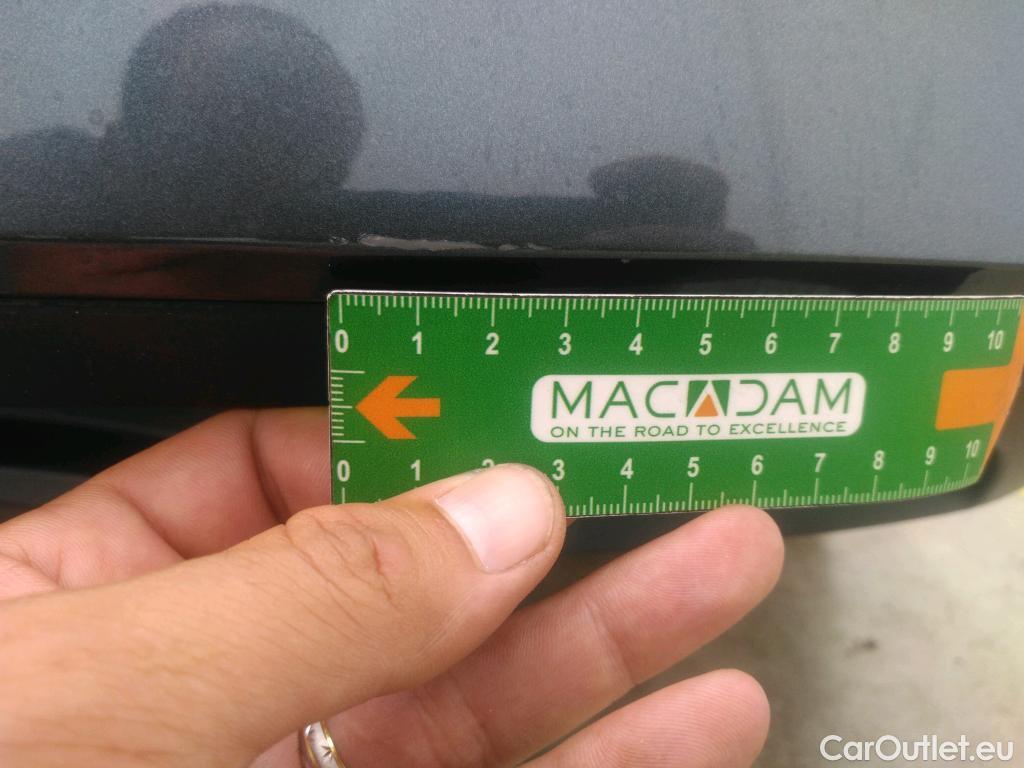 0 1 2 3 4 5 6 7 8 9 10
MACADAM
ON THE ROAD TO EXCELLENCE
0 1 2 3 4 5 6 7 8 9 10
CarOutlet.eu